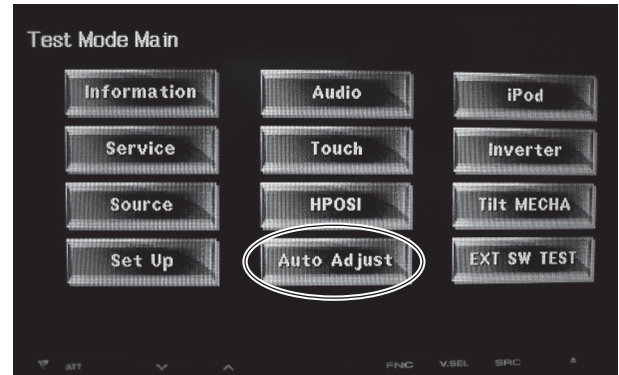 Test Mode Main
Information Audio iPod
Service Touch Inverter
Source HPOSI Tilt MECHA
Set Up Auto Adjust EXT SW TEST
ATT FNC V.SEL SRC